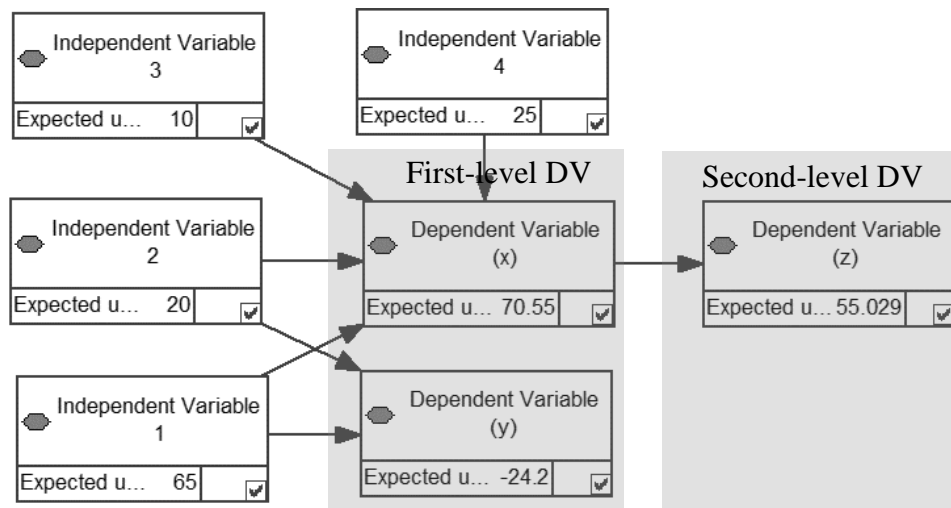 Independent Variable
3
Expected u... 10
Independent Variable
4
Expected u... 25
First-level DV
Second-level DV
Independent Variable
2
Expected u... 20
Dependent Variable
(x)
Expected u... 70.55
Dependent Variable
(z)
Expected u... 55.029
Independent Variable
1
Expected u... 65
Dependent Variable
(y)
Expected u... -24.2